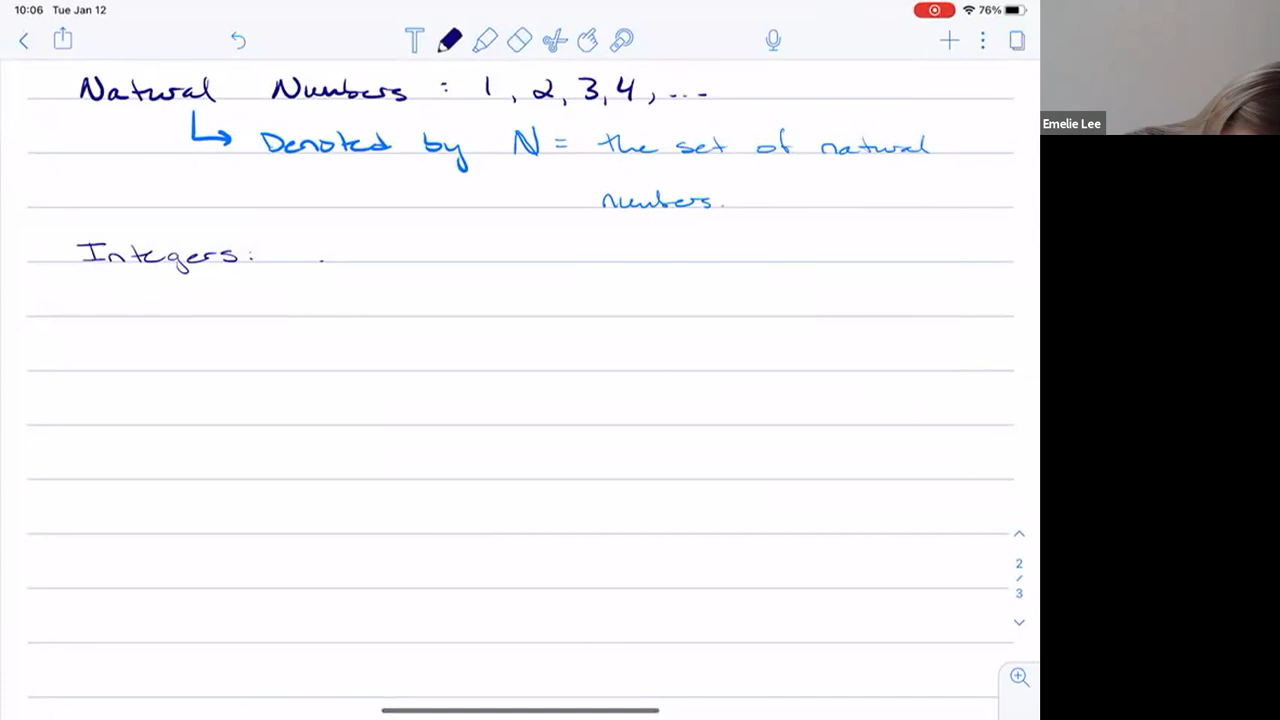 10:06 Tue Jan 12
76%
T
Natural Numbers : 1, 2, 3, 4, ...
Denoted by ℕ = the set of natural
numbers.
Integers: .
Emelie Lee
2
/
3